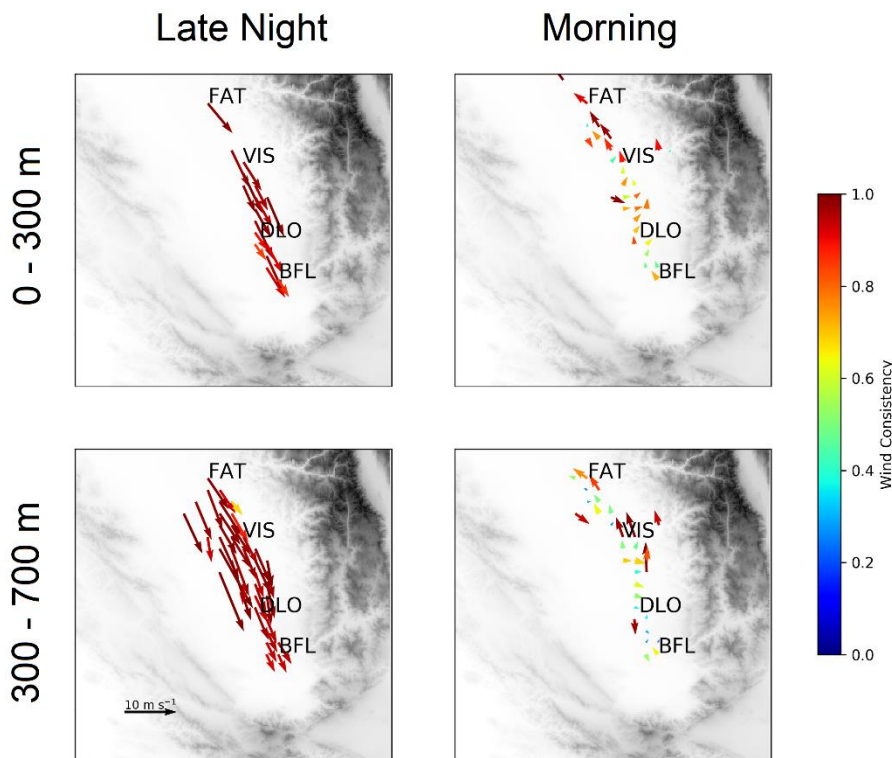 Late Night
Morning
0 - 300 m
FAT
VIS
DLO
BFL
FAT
VIS
DLO
BFL
300 - 700 m
FAT
VIS
DLO
BFL
10 m s⁻¹
FAT
VIS
DLO
BFL
1.0
0.8
0.6
0.4
0.2
0.0
Wind Consistency